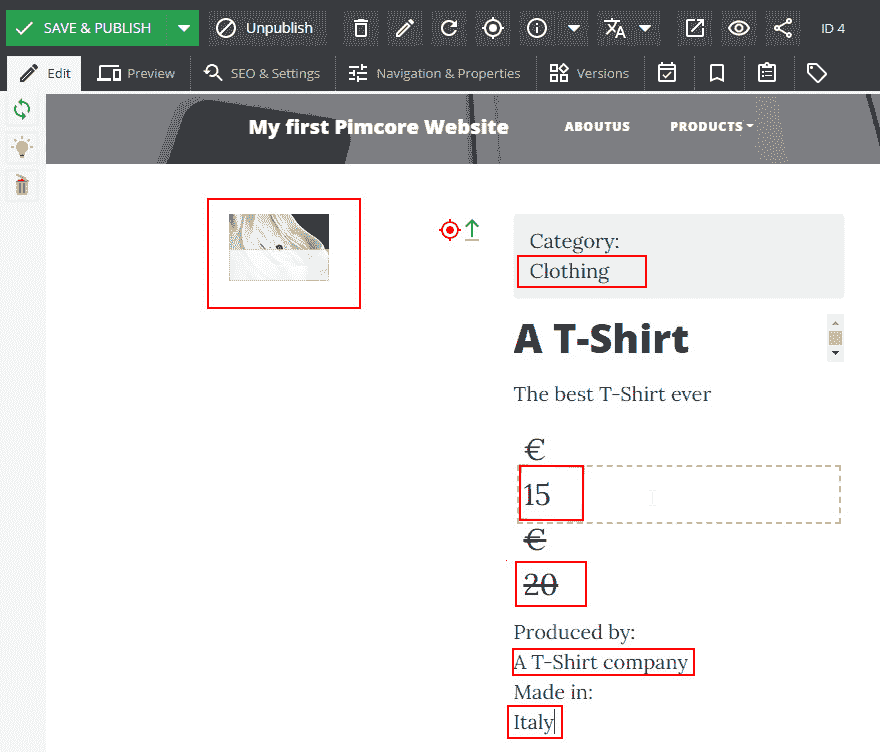 SAVE & PUBLISH Unpublish ID 4
Edit Preview SEO & Settings Navigation & Properties Versions
My first Pimcore Website ABOUTUS PRODUCTS
Category:
Clothing
A T-Shirt
The best T-Shirt ever
€
15
€
20
Produced by:
A T-Shirt company
Made in:
Italy